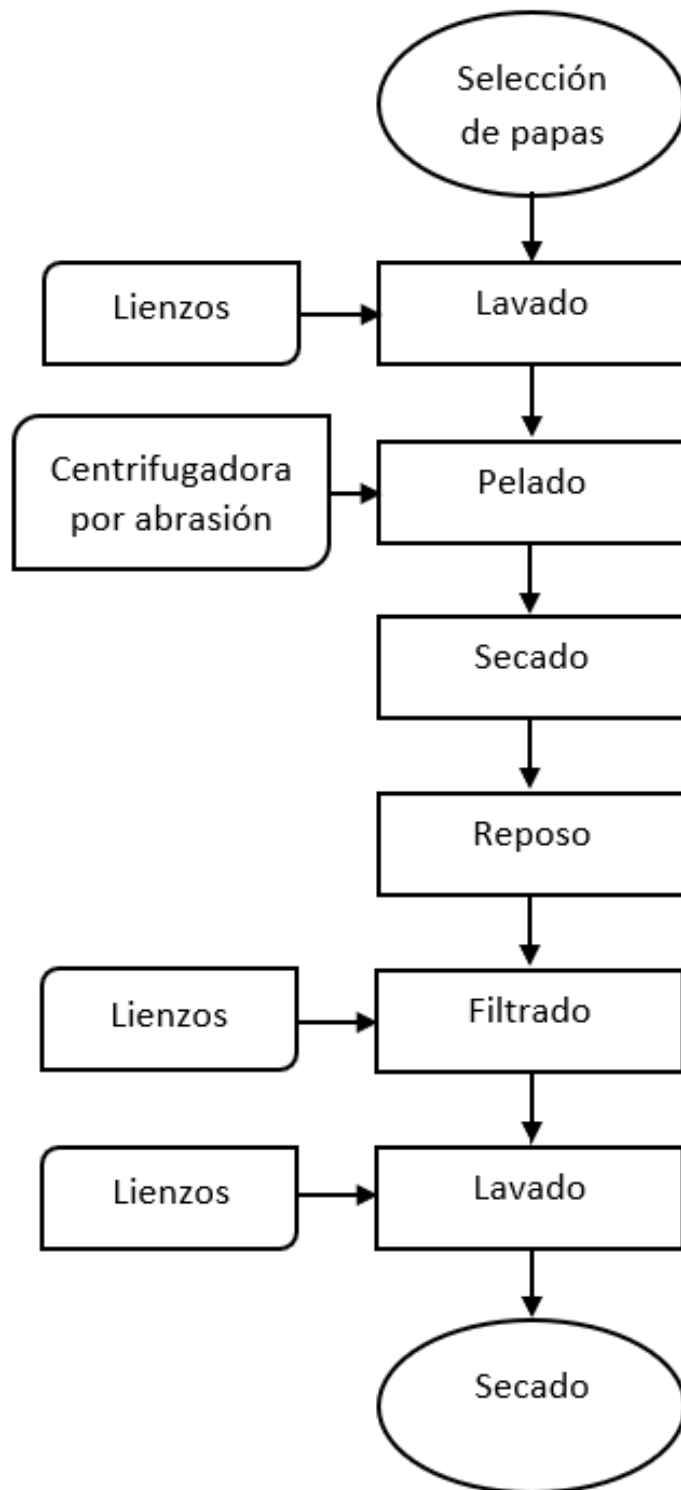 Selección
de papas
Lienzos
Lavado
Centrifugadora
por abrasión
Pelado
Secado
Reposo
Lienzos
Filtrado
Lienzos
Lavado
Secado